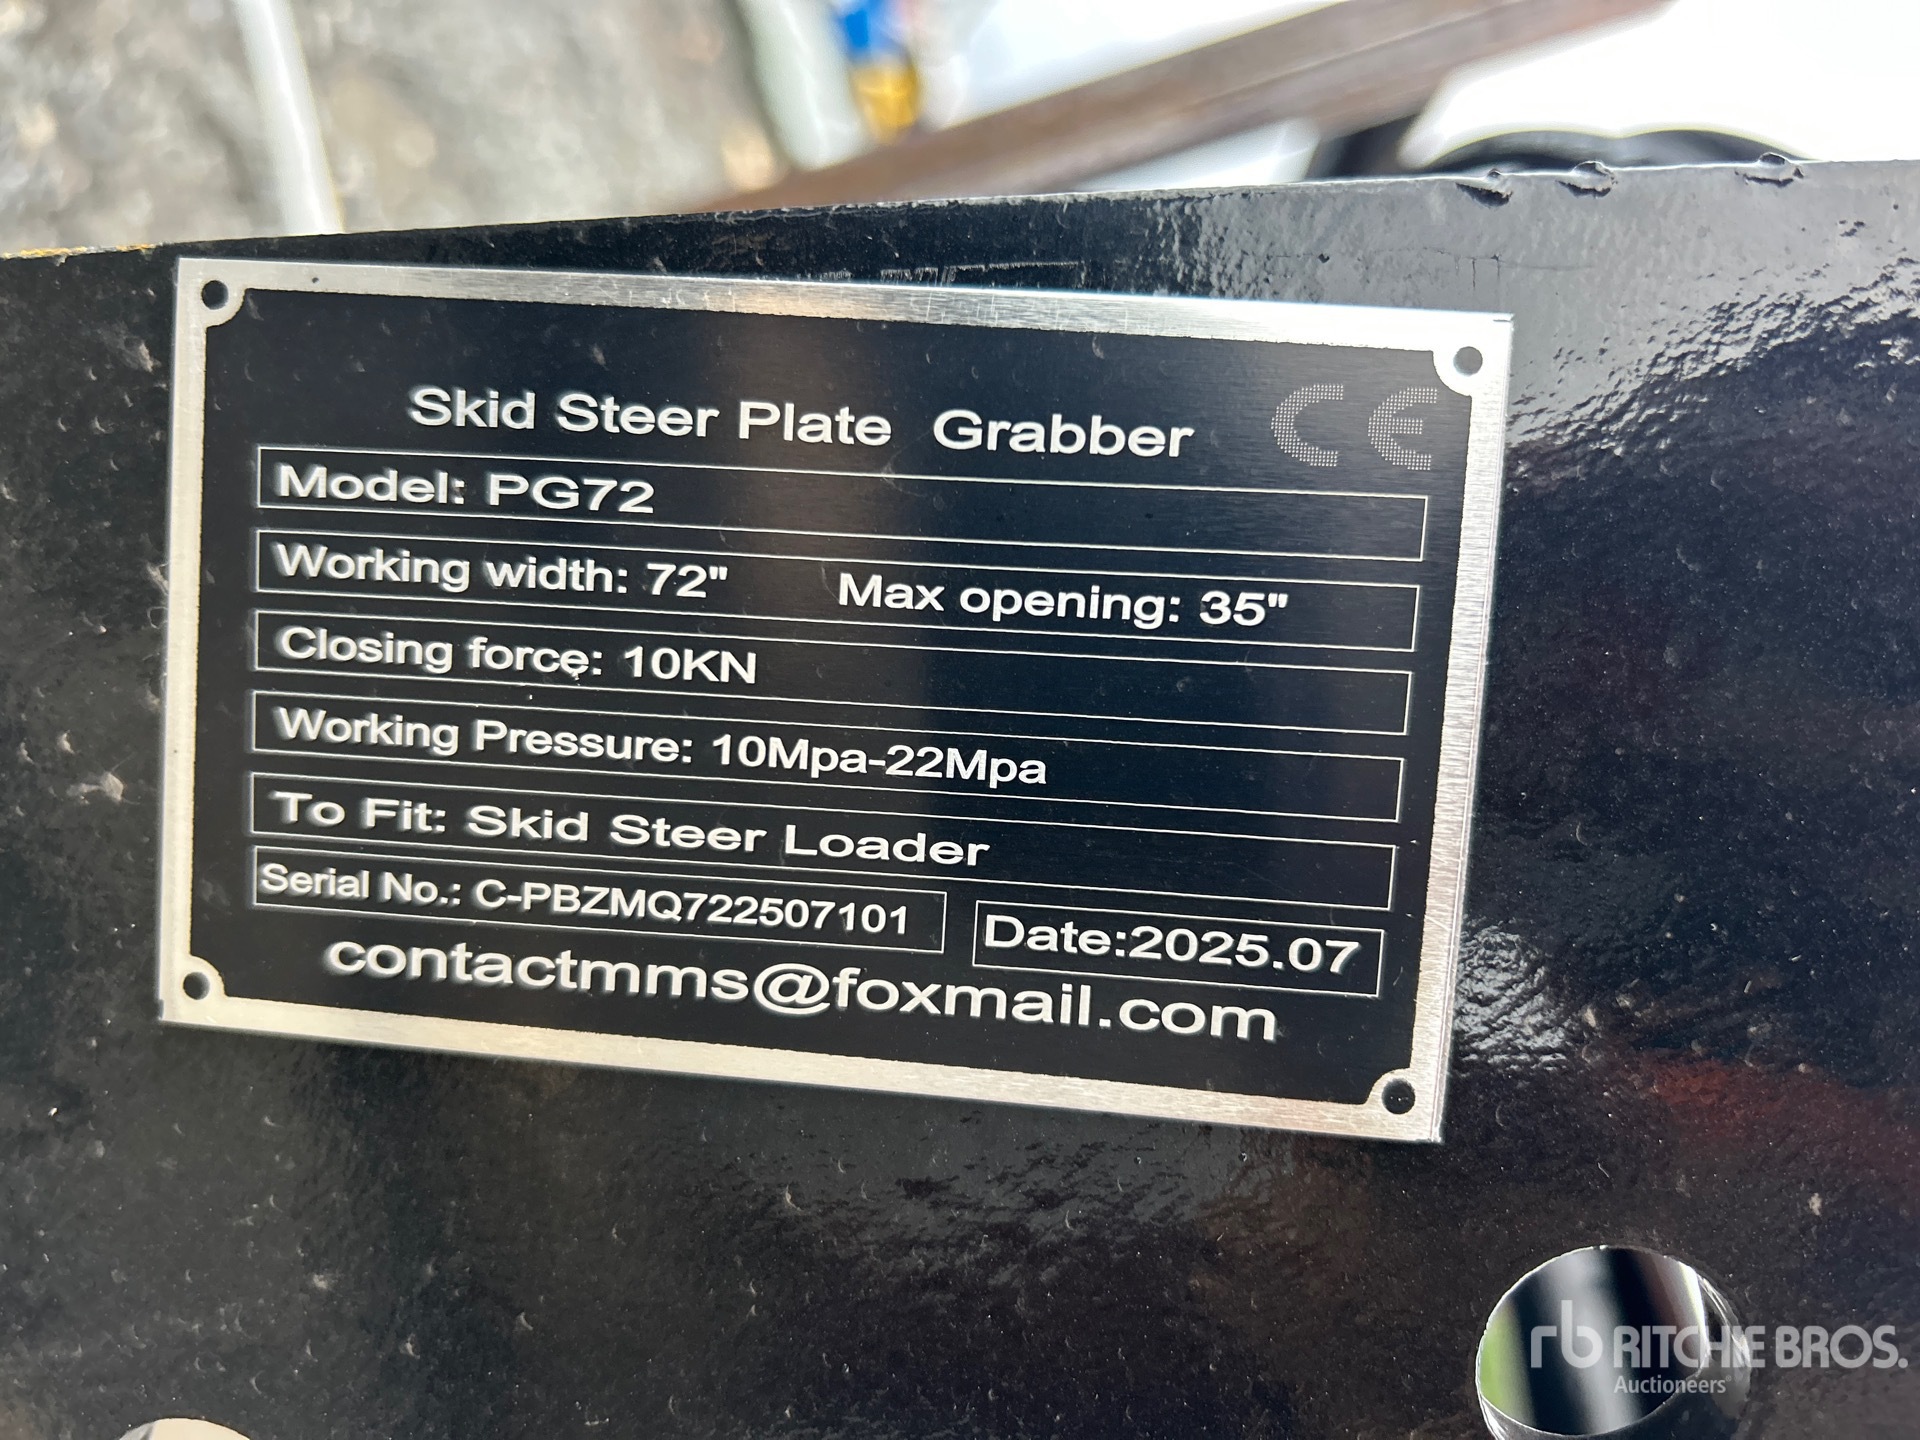 Skid Steer Plate Grabber CE
Model: PG72
Working width: 72" Max opening: 35"
Closing force: 10KN
Working Pressure: 10Mpa-22Mpa
To Fit: Skid Steer Loader
Serial No.: C-PBZMQ722507101 Date:2025.07
contactmms@foxmail.com
rb RITCHIE BROS.
Auctioneers